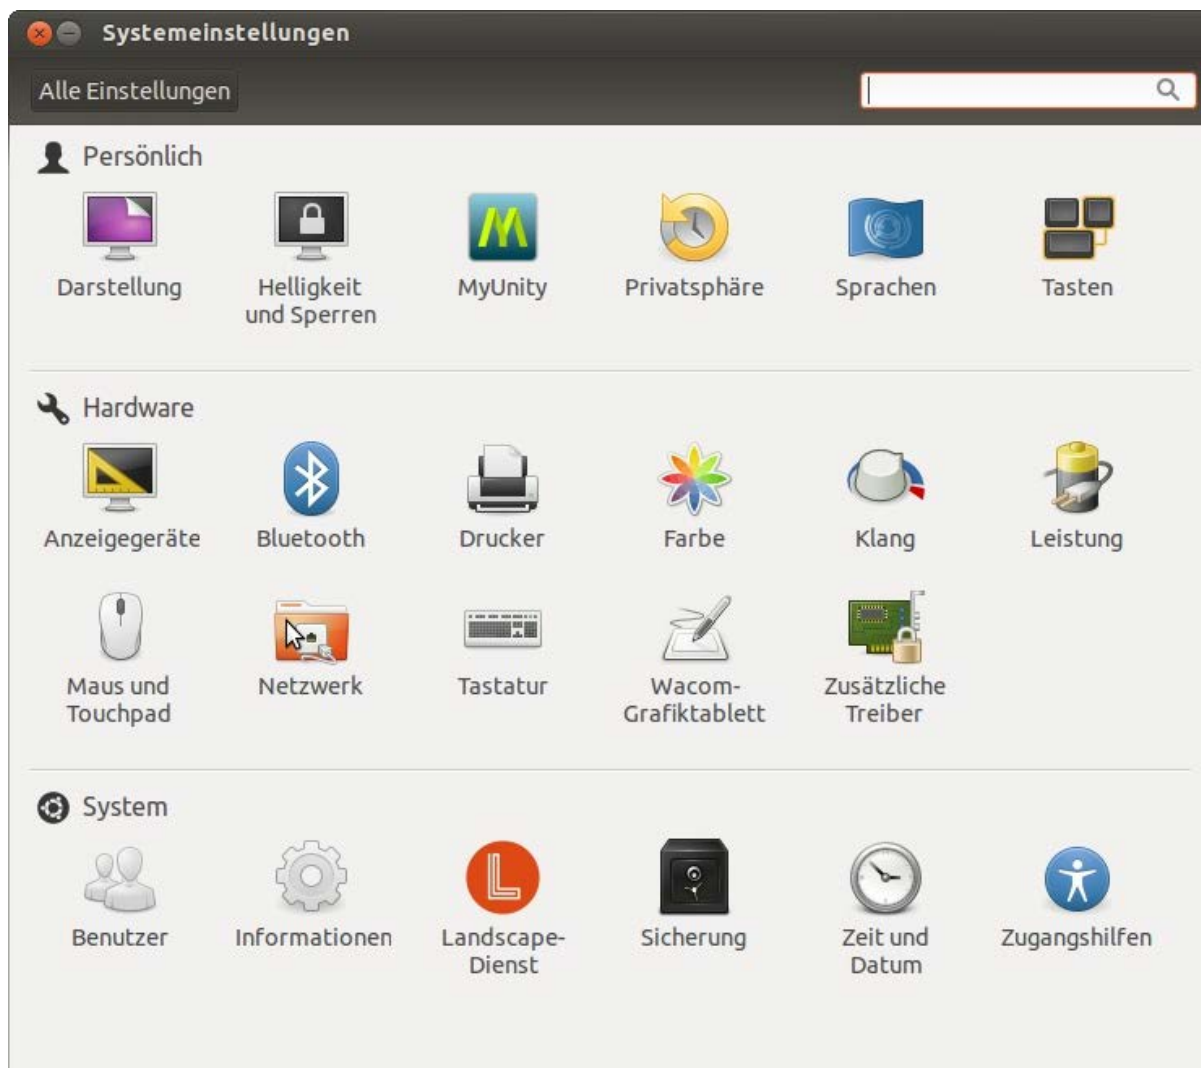 Systemeinstellungen
Alle Einstellungen
Persönlich
Darstellung
Helligkeit
und Sperren
MyUnity
Privatsphäre
Sprachen
Tasten
Hardware
Anzeigegeräte
Bluetooth
Drucker
Farbe
Klang
Leistung
Maus und
Touchpad
Netzwerk
Tastatur
Wacom-
Grafiktablett
Zusätzliche
Treiber
System
Benutzer
Informationen
Landscape-
Dienst
Sicherung
Zeit und
Datum
Zugangshilfen